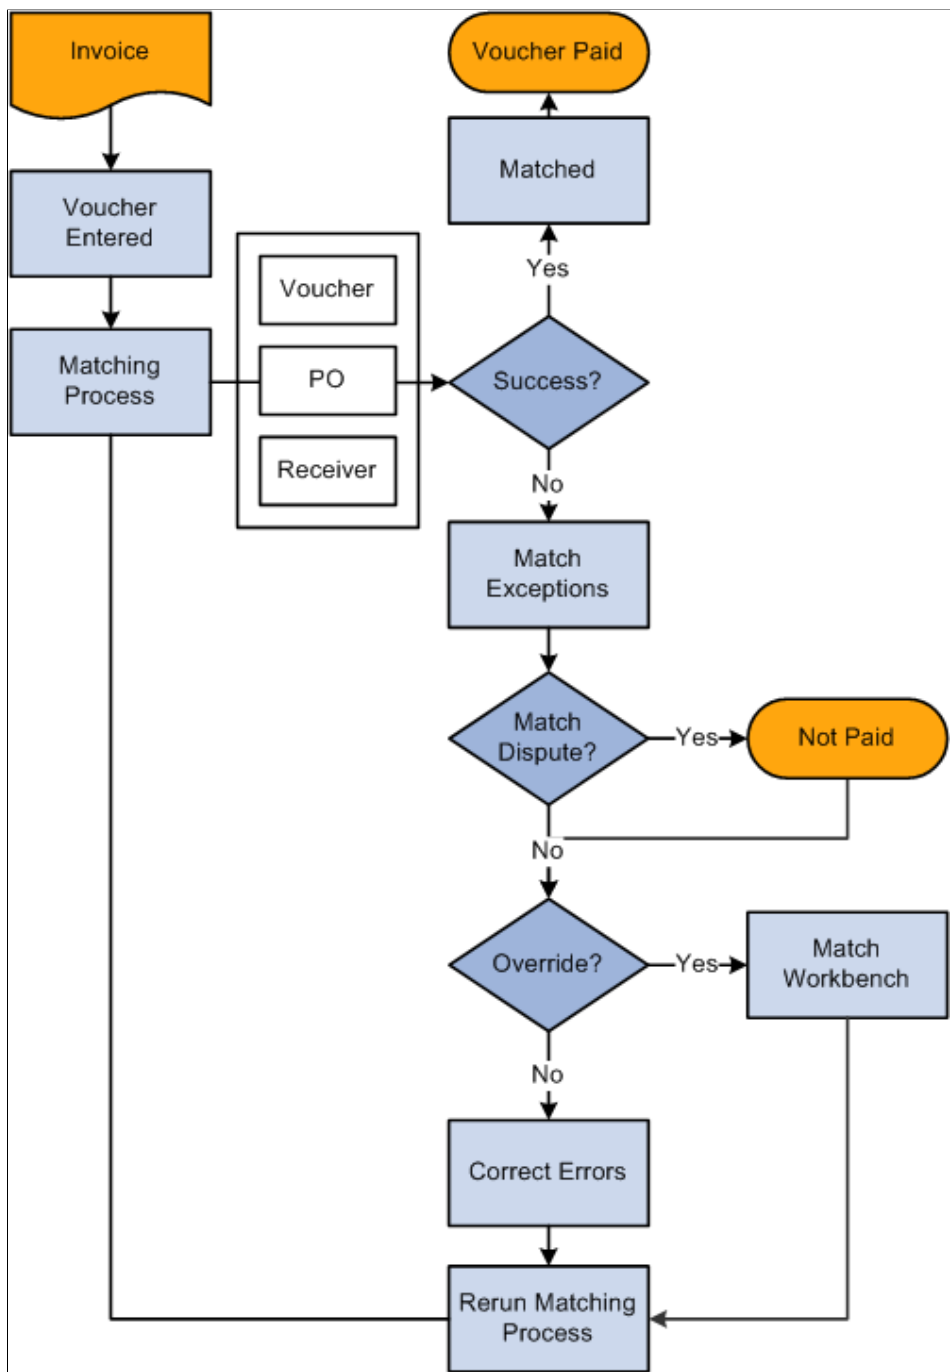 Invoice
Voucher
Entered
Matching
Process
Voucher
PO
Receiver
Voucher Paid
Matched
Yes
Success?
No
Match
Exceptions
Match
Dispute?
Yes
Not Paid
No
Override?
Yes
Match
Workbench
No
Correct Errors
Rerun Matching
Process